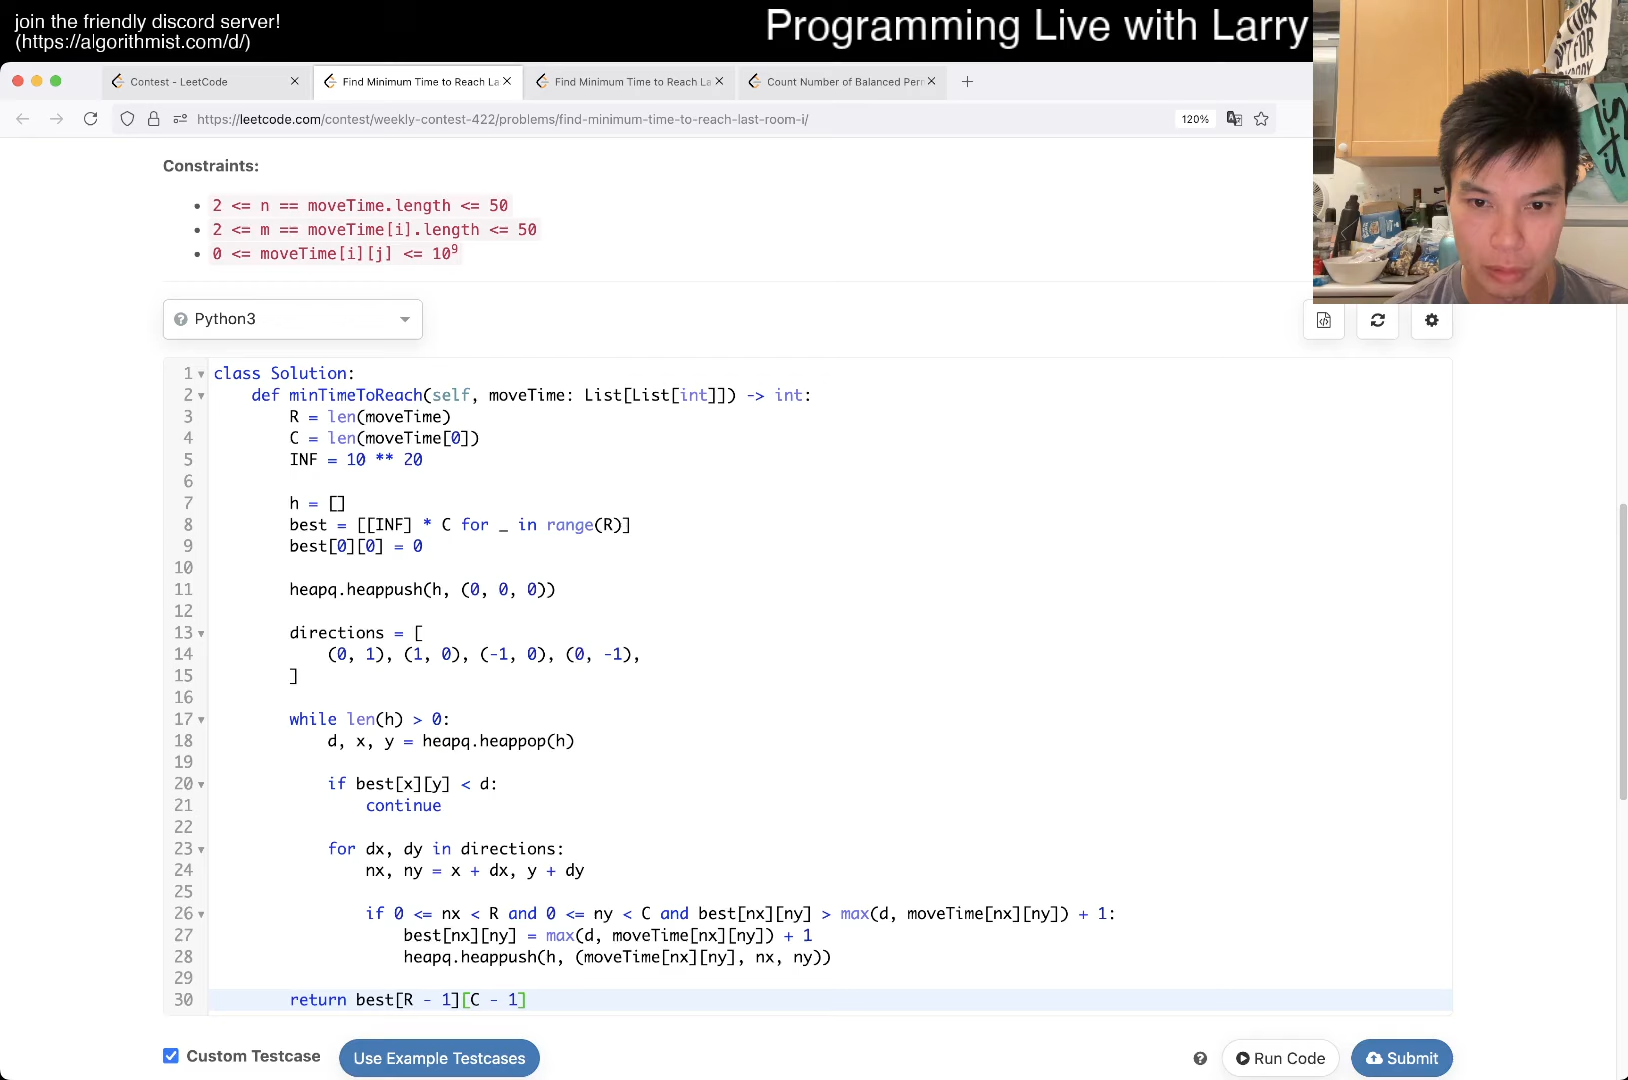 join the friendly discord server!
(https://algorithmist.com/d/)
Programming Live with Larry
Contest - LeetCode
Find Minimum Time to Reach La
Find Minimum Time to Reach La
Count Number of Balanced Per
https://leetcode.com/contest/weekly-contest-422/problems/find-minimum-time-to-reach-last-room-i/
120%
Constraints:
2 <= n == moveTime.length <= 50
2 <= m == moveTime[i].length <= 50
0 <= moveTime[i][j] <= 10⁹
Python3
1 class Solution:
2 def minTimeToReach(self, moveTime: List[List[int]]) -> int:
3 R = len(moveTime)
4 C = len(moveTime[0])
5 INF = 10 ** 20
6
7 h = []
8 best = [[INF] * C for _ in range(R)]
9 best[0][0] = 0
10
11 heapq.heappush(h, (0, 0, 0))
12
13 directions = [
14 (0, 1), (1, 0), (-1, 0), (0, -1),
15 ]
16
17 while len(h) > 0:
18 d, x, y = heapq.heappop(h)
19
20 if best[x][y] < d:
21 continue
22
23 for dx, dy in directions:
24 nx, ny = x + dx, y + dy
25
26 if 0 <= nx < R and 0 <= ny < C and best[nx][ny] > max(d, moveTime[nx][ny]) + 1:
27 best[nx][ny] = max(d, moveTime[nx][ny]) + 1
28 heapq.heappush(h, (moveTime[nx][ny], nx, ny))
29
30 return best[R - 1][C - 1]
Custom Testcase
Use Example Testcases
Run Code
Submit